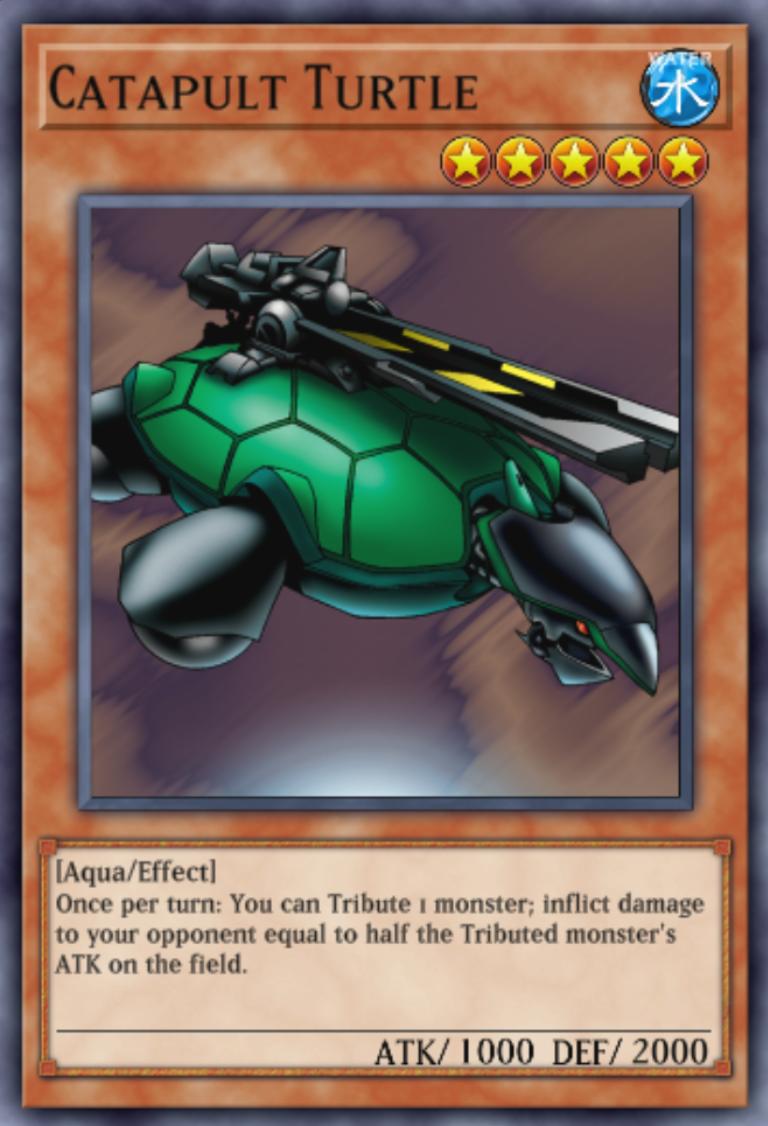 CATAPULT TURTLE
WATER
水
[Aqua/Effect]
Once per turn: You can Tribute 1 monster; inflict damage
to your opponent equal to half the Tributed monster's
ATK on the field.
ATK/ 1000 DEF/ 2000